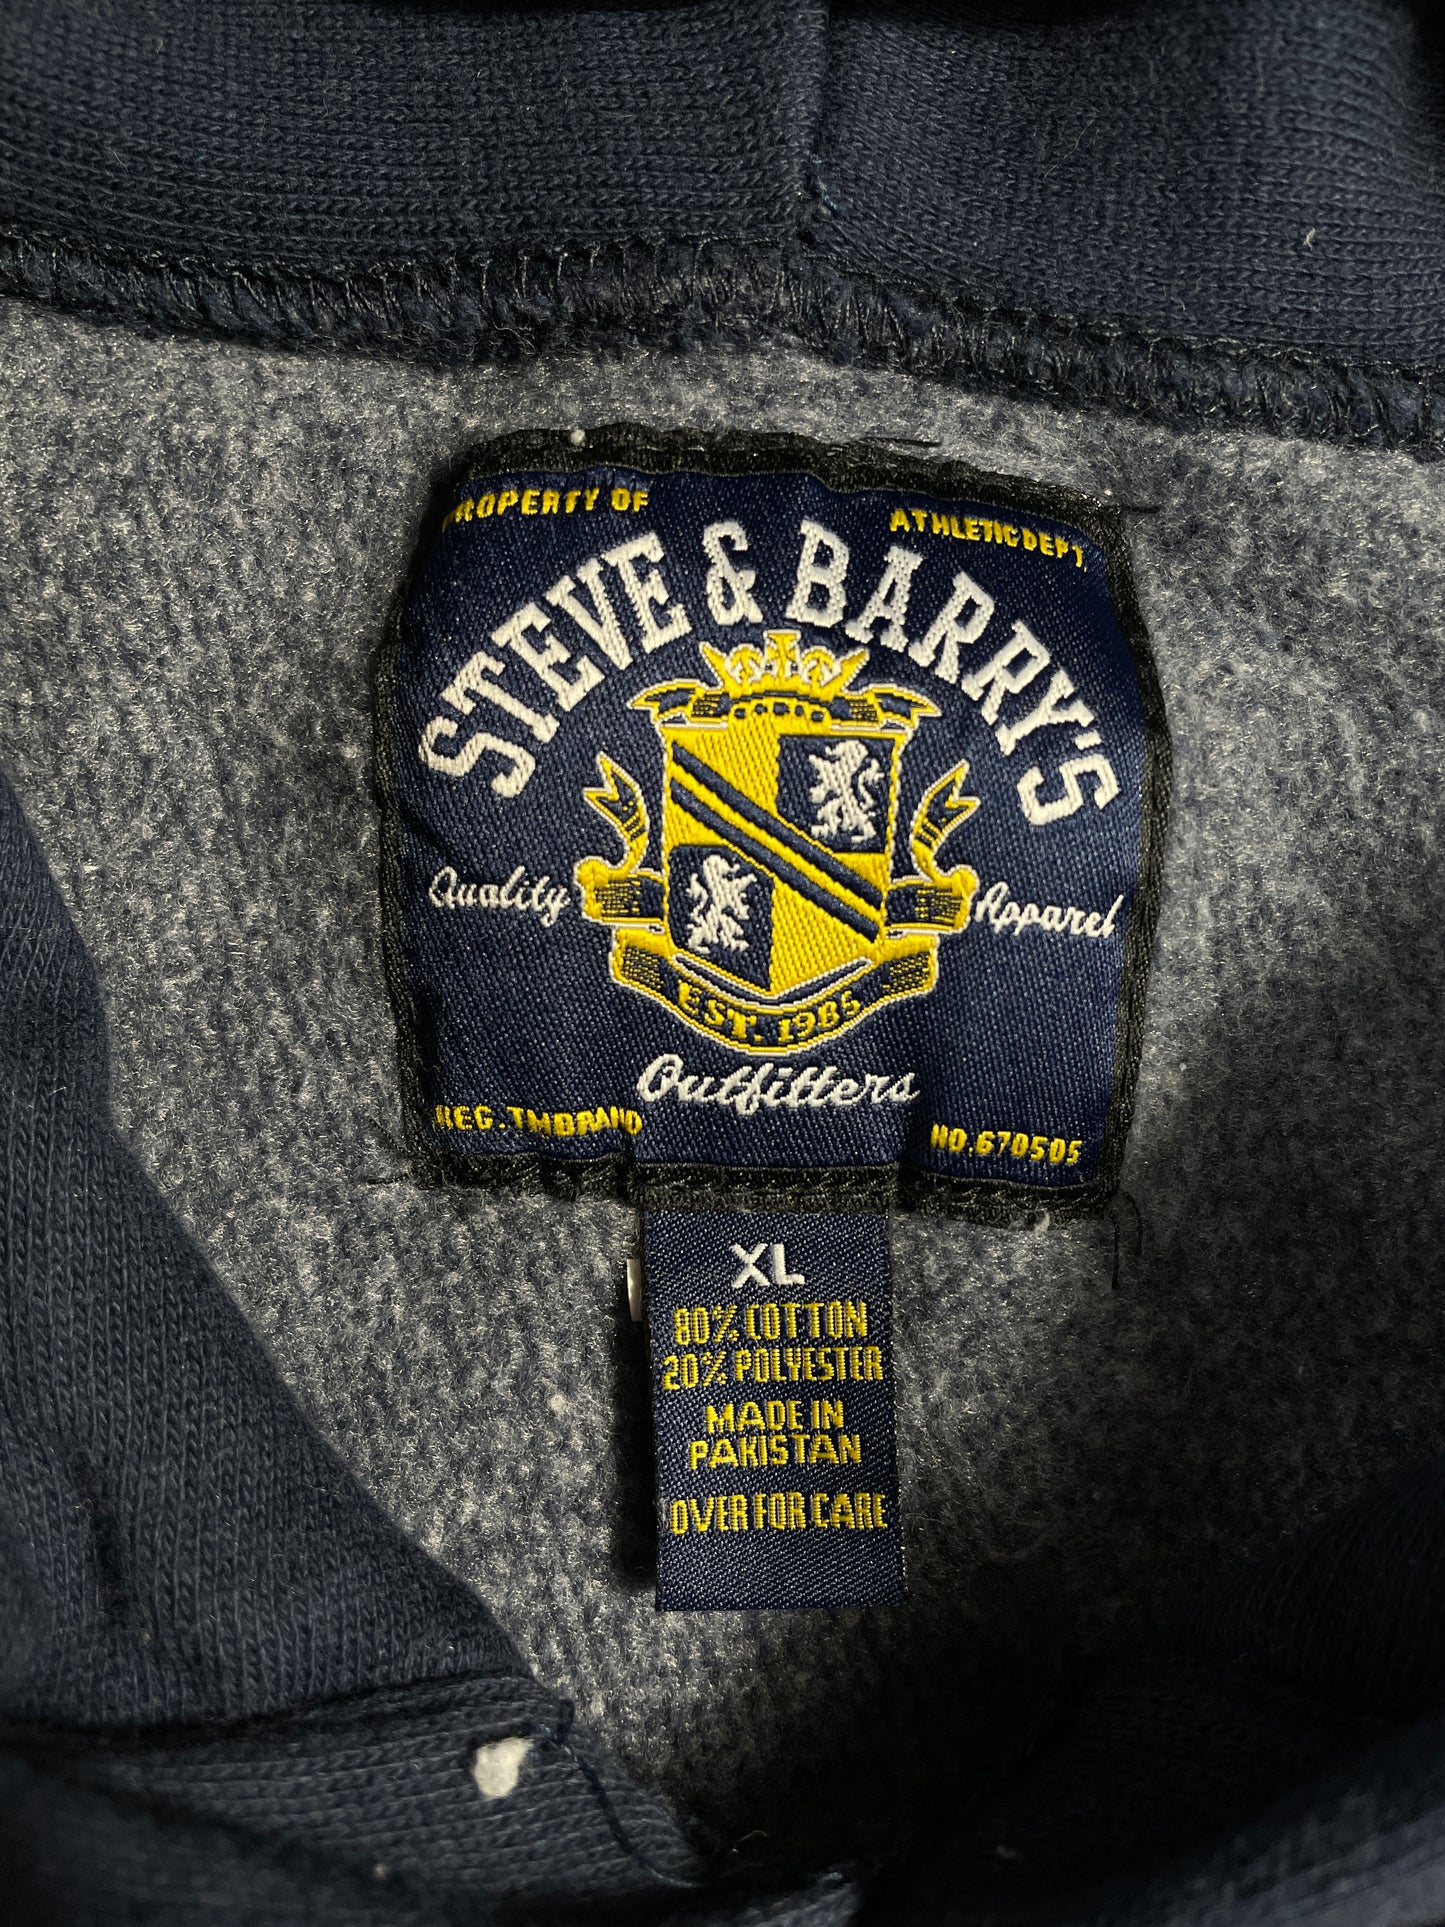 PROPERTY OF
ATHLETIC DEPT.
STEVE & BARRY'S
Quality
Apparel
EST. 1985
Outfitters
REG. TMBRAND
NO.670505
XL
80% COTTON
20% POLYESTER
MADE IN
PAKISTAN
OVER FOR CARE